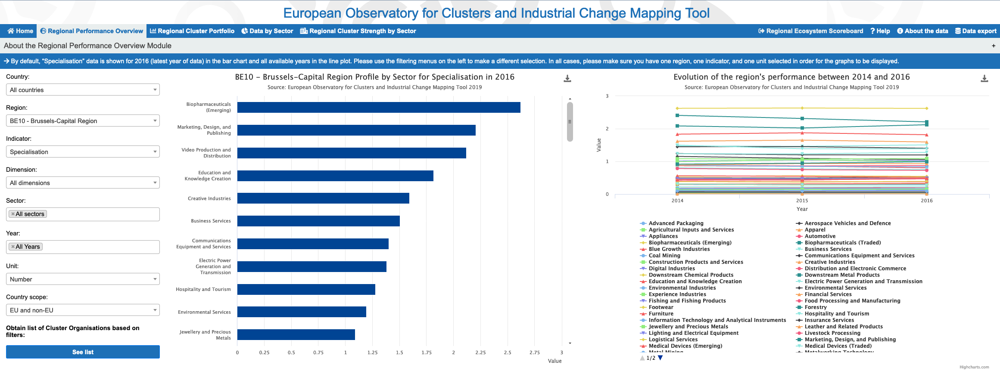 European Observatory for Clusters and Industrial Change Mapping Tool
Home
Regional Performance Overview
Regional Cluster Portfolio
Data by Sector
Regional Cluster Strength by Sector
Regional Ecosystem Scoreboard
Help
About the data
Data export
About the Regional Performance Overview Module
+
By default, “Specialisation” data is shown for 2016 (latest year of data) in the bar chart and all available years in the line plot. Please use the filtering menus on the left to make a different selection. In all cases, please make sure you have one region, one indicator, and one unit selected in order for the graphs to be displayed.
Country:
All countries
Region:
BE10 - Brussels-Capital Region
Indicator:
Specialisation
Dimension:
All dimensions
Sector:
×All sectors
Year:
×All Years
Unit:
Number
Country scope:
EU and non-EU
Obtain list of Cluster Organisations based on
filters:
See list
BE10 - Brussels-Capital Region Profile by Sector for Specialisation in 2016
Source: European Observatory for Clusters and Industrial Change Mapping Tool 2019
Biopharmaceuticals
(Emerging)
Marketing, Design, and
Publishing
Video Production and
Distribution
Education and
Knowledge Creation
Creative Industries
Business Services
Communications
Equipment and Services
Electric Power
Generation and
Transmission
Hospitality and Tourism
Environmental Services
Jewellery and Precious
Metals
0 0.25 0.5 0.75 1 1.25 1.5 1.75 2 2.25 2.5 2.75 3
Value
Evolution of the region's performance between 2014 and 2016
Source: European Observatory for Clusters and Industrial Change Mapping Tool 2019
3
2
1
0
Value
2014 2015 2016
Year
Advanced Packaging
Aerospace Vehicles and Defence
Agricultural Inputs and Services
Apparel
Appliances
Automotive
Biopharmaceuticals (Emerging)
Biopharmaceuticals (Traded)
Blue Growth Industries
Business Services
Coal Mining
Communications Equipment and Services
Construction Products and Services
Creative Industries
Digital Industries
Distribution and Electronic Commerce
Downstream Chemical Products
Downstream Metal Products
Education and Knowledge Creation
Electric Power Generation and Transmission
Environmental Industries
Environmental Services
Experience Industries
Financial Services
Fishing and Fishing Products
Food Processing and Manufacturing
Footwear
Forestry
Furniture
Hospitality and Tourism
Information Technology and Analytical Instruments
Insurance Services
Jewellery and Precious Metals
Leather and Related Products
Lighting and Electrical Equipment
Livestock Processing
Logistical Services
Marketing, Design, and Publishing
Medical Devices (Emerging)
Medical Devices (Traded)
Metal Mining
Metalworking Technology
1/2
Highcharts.com